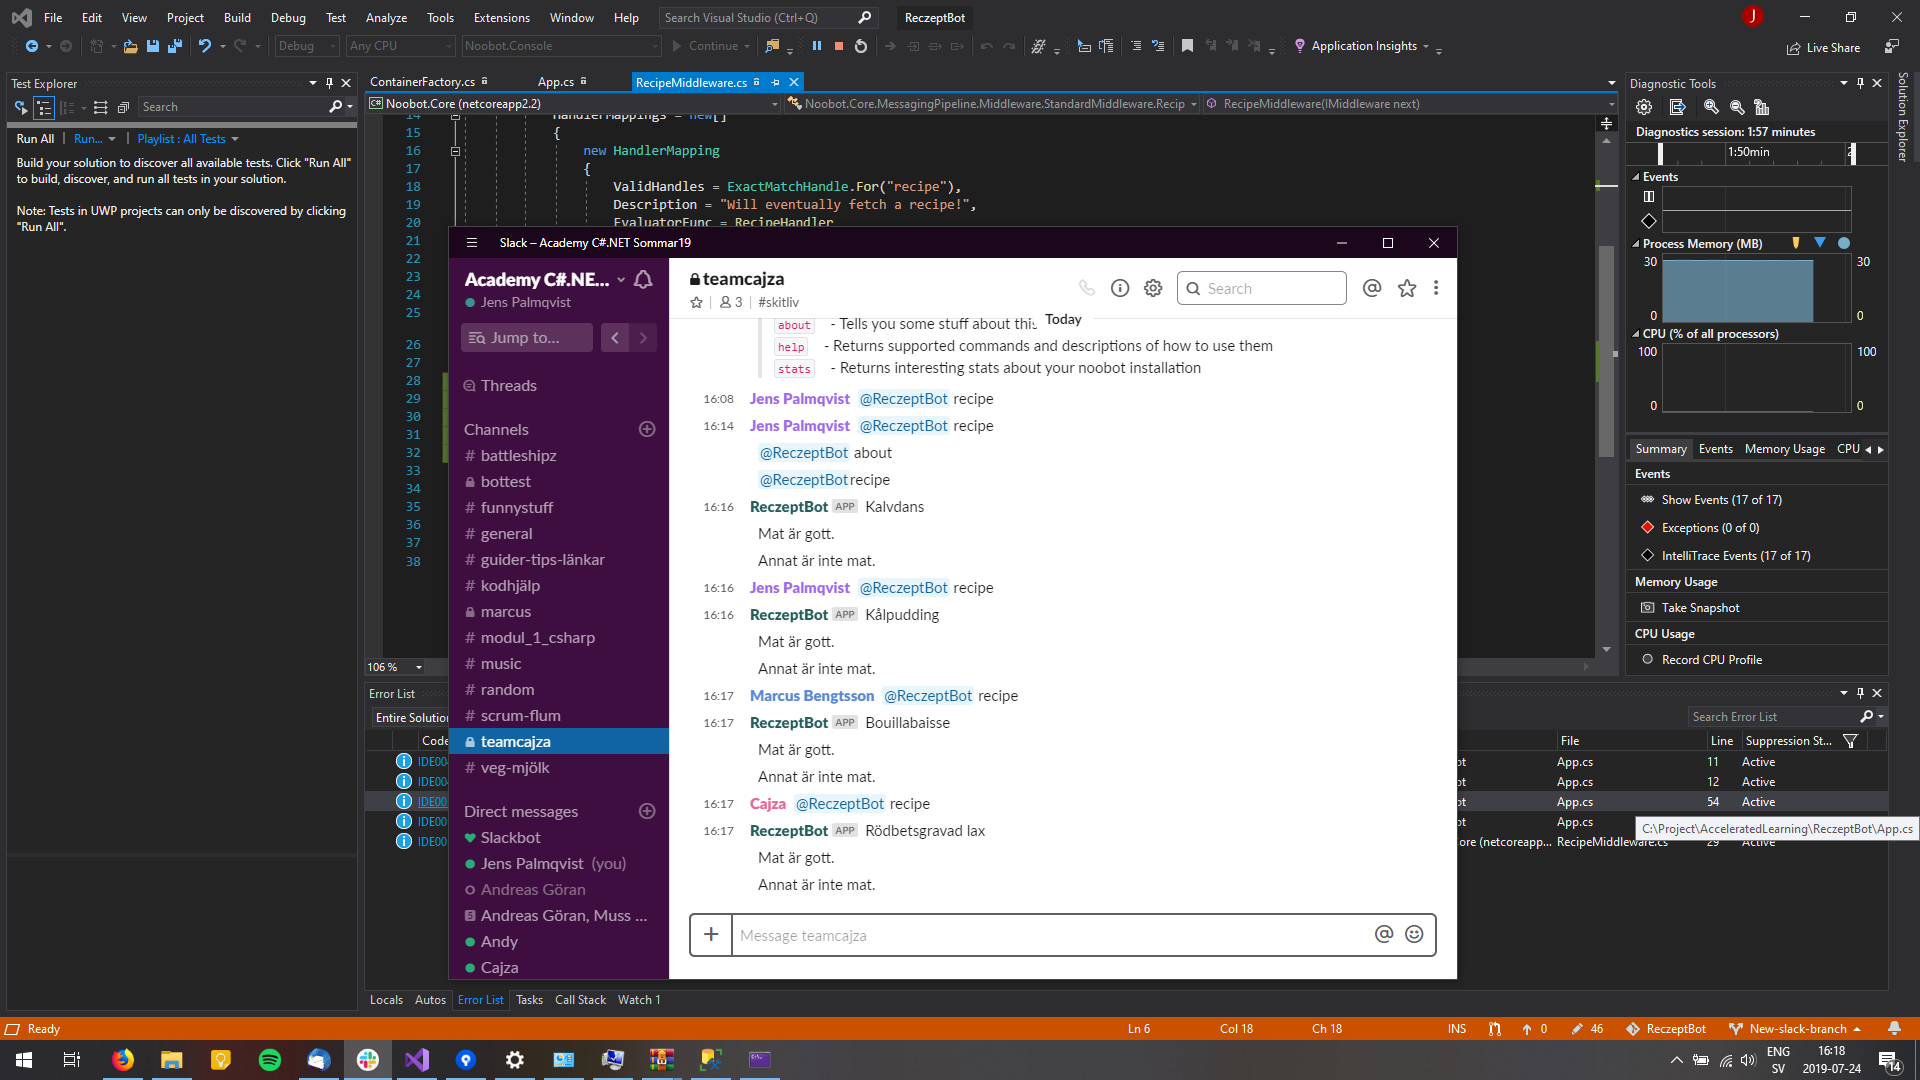 File Edit View Project Build Debug Test Analyze Tools Extensions Window Help Search Visual Studio (Ctrl+Q) ReczeptBot J
Debug Any CPU Noobot.Console Continue Application Insights Live Share
Test Explorer
Search
Run All Run... Playlist : All Tests
Build your solution to discover all available tests. Click "Run All"
to build, discover, and run all tests in your solution.
Note: Tests in UWP projects can only be discovered by clicking
"Run All".
ContainerFactory.cs App.cs RecipeMiddleware.cs
Noobot.Core (netcoreapp2.2) Noobot.Core.MessagingPipeline.Middleware.StandardMiddleware.Recip RecipeMiddleware(IMiddleware next)
14 HandlerMappings = new[]
15 {
16 new HandlerMapping
17 {
18 ValidHandles = ExactMatchHandle.For("recipe"),
19 Description = "Will eventually fetch a recipe!",
20 EvaluatorFunc = RecipeHandler
21
22
23
24
25
26
27
28
29
30
31
32
33
34
35
36
37
38
106 %
Slack – Academy C#.NET Sommar19
Academy C#.NE...
Jens Palmqvist
Jump to...
Threads
Channels
# battleshipz
bottest
# funnystuff
# general
# guider-tips-länkar
# kodhjälp
marcus
# modul_1_csharp
# music
# random
# scrum-flum
teamcajza
# veg-mjölk
Direct messages
Slackbot
Jens Palmqvist (you)
Andreas Göran
5 Andreas Göran, Muss ...
Andy
Cajza
teamcajza
3 #skitliv
Search
Today
about - Tells you some stuff about this
help - Returns supported commands and descriptions of how to use them
stats - Returns interesting stats about your noobot installation
16:08 Jens Palmqvist @ReczeptBot recipe
16:14 Jens Palmqvist @ReczeptBot recipe
@ReczeptBot about
@ReczeptBot recipe
16:16 ReczeptBot APP Kalvdans
Mat är gott.
Annat är inte mat.
16:16 Jens Palmqvist @ReczeptBot recipe
16:16 ReczeptBot APP Kålpudding
Mat är gott.
Annat är inte mat.
16:17 Marcus Bengtsson @ReczeptBot recipe
16:17 ReczeptBot APP Bouillabaisse
Mat är gott.
Annat är inte mat.
16:17 Cajza @ReczeptBot recipe
16:17 ReczeptBot APP Rödbetsgravad lax
Mat är gott.
Annat är inte mat.
Message teamcajza
Diagnostic Tools
Diagnostics session: 1:57 minutes
1:50min 2
Events
Process Memory (MB)
30 30
0 0
CPU (% of all processors)
100 100
0 0
Summary Events Memory Usage CPU
Events
Show Events (17 of 17)
Exceptions (0 of 0)
IntelliTrace Events (17 of 17)
Memory Usage
Take Snapshot
CPU Usage
Record CPU Profile
Solution Explorer
Error List
Entire Solution
Search Error List
Code File Line Suppression St...
IDE00 ot App.cs 11 Active
IDE00 ot App.cs 12 Active
IDE00 ot App.cs 54 Active
IDE00 ot App.cs
C:\Project\AcceleratedLearning\ReczeptBot\App.cs
IDE00 ore (netcoreapp... RecipeMiddleware.cs 29 Active
Locals Autos Error List Tasks Call Stack Watch 1
Ready Ln 6 Col 18 Ch 18 INS 0 46 ReczeptBot New-slack-branch
ENG
SV
16:18
2019-07-24
14